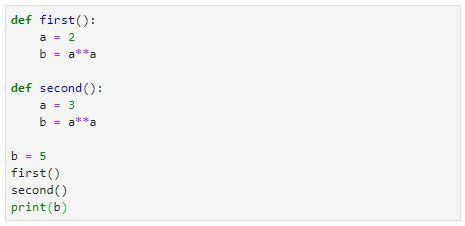 def first():
    a = 2
    b = a**a

def second():
    a = 3
    b = a**a

b = 5
first()
second()
print(b)